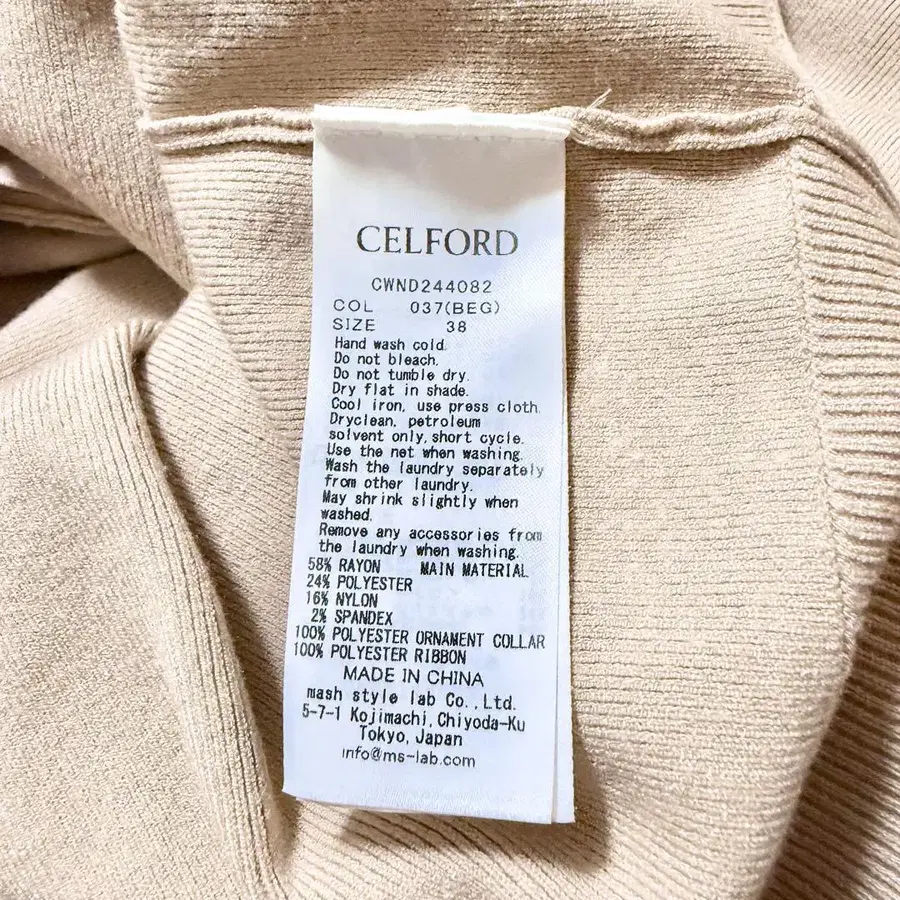 CELFORD
CWND244082
COL 037(BEG)
SIZE 38
Hand wash cold.
Do not bleach.
Do not tumble dry.
Dry flat in shade.
Cool iron, use press cloth.
Dryclean, petroleum
solvent only, short cycle.
Use the net when washing.
Wash the laundry separately
from other laundry.
May shrink slightly when
washed.
Remove any accessories from
the laundry when washing.
58% RAYON MAIN MATERIAL
24% POLYESTER
16% NYLON
2% SPANDEX
100% POLYESTER ORNAMENT COLLAR
100% POLYESTER RIBBON
MADE IN CHINA
mash style lab Co., Ltd.
5-7-1 Kojimachi, Chiyoda-Ku
Tokyo, Japan
info@ms-lab.com